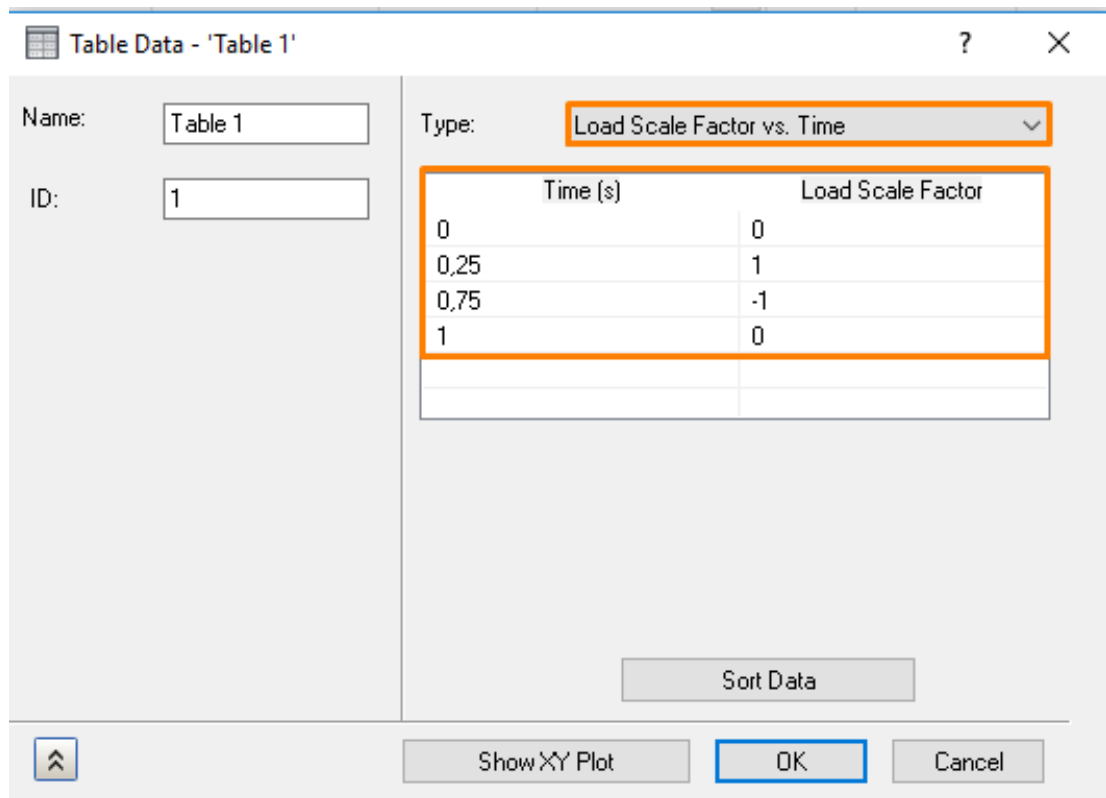 Table Data - 'Table 1'
?
Name: Table 1
ID: 1
Type: Load Scale Factor vs. Time
Time (s) Load Scale Factor
0 0
0,25 1
0,75 -1
1 0
Sort Data
Show XY Plot OK Cancel